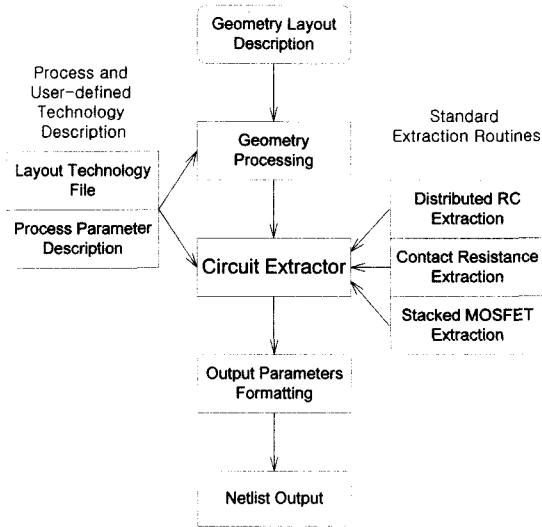 Geometry Layout
Description
Process and
User-defined
Technology
Description
Standard
Extraction Routines
Geometry
Processing
Layout Technology
File
Process Parameter
Description
Distributed RC
Extraction
Circuit Extractor
Contact Resistance
Extraction
Stacked MOSFET
Extraction
Output Parameters
Formatting
Netlist Output